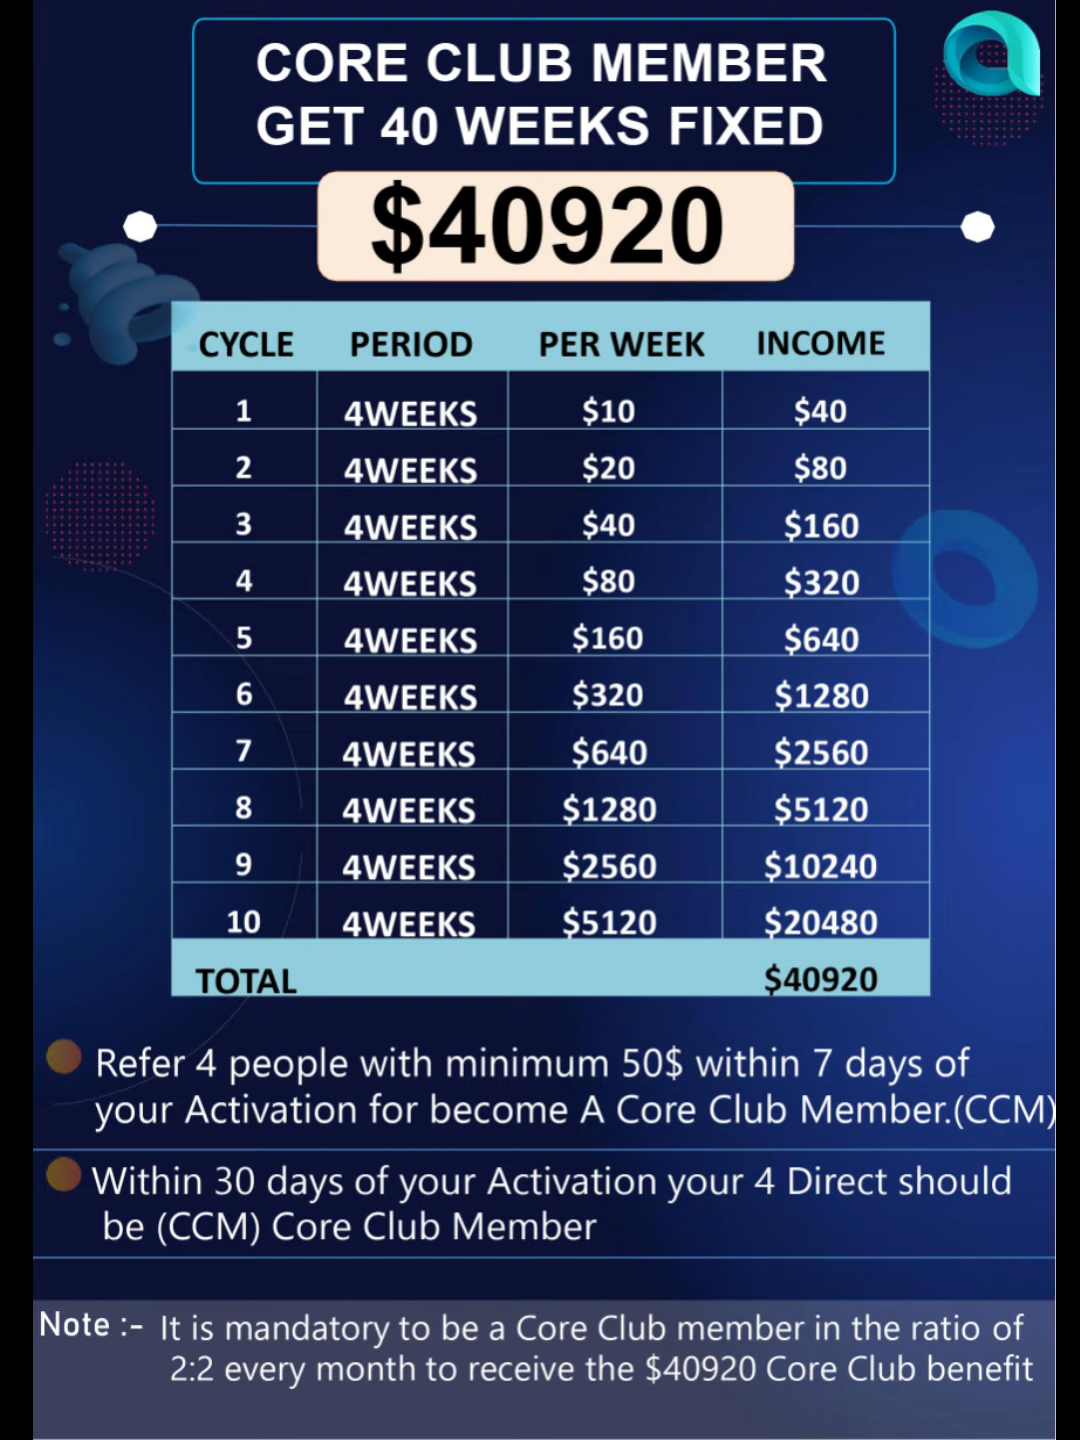 CORE CLUB MEMBER
GET 40 WEEKS FIXED
$40920
CYCLE PERIOD PER WEEK INCOME
1 4WEEKS $10 $40
2 4WEEKS $20 $80
3 4WEEKS $40 $160
4 4WEEKS $80 $320
5 4WEEKS $160 $640
6 4WEEKS $320 $1280
7 4WEEKS $640 $2560
8 4WEEKS $1280 $5120
9 4WEEKS $2560 $10240
10 4WEEKS $5120 $20480
TOTAL $40920
Refer 4 people with minimum 50$ within 7 days of
your Activation for become A Core Club Member.(CCM)
Within 30 days of your Activation your 4 Direct should
be (CCM) Core Club Member
Note :- It is mandatory to be a Core Club member in the ratio of
2:2 every month to receive the $40920 Core Club benefit